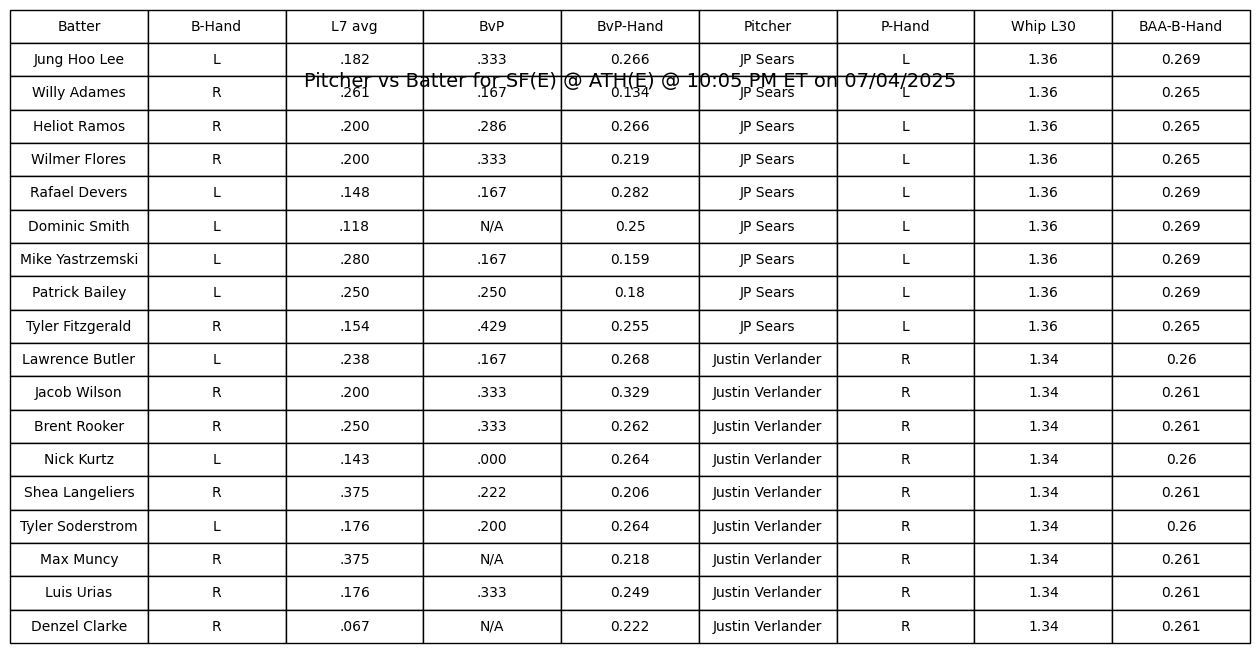 Batter B-Hand L7 avg BvP BvP-Hand Pitcher P-Hand Whip L30 BAA-B-Hand
Jung Hoo Lee L .182 .333 0.266 JP Sears L 1.36 0.269
Pitcher vs Batter for SF(E) @ ATH(E) @ 10:05 PM ET on 07/04/2025
Willy Adames R .261 .167 0.134 JP Sears L 1.36 0.265
Heliot Ramos R .200 .286 0.266 JP Sears L 1.36 0.265
Wilmer Flores R .200 .333 0.219 JP Sears L 1.36 0.265
Rafael Devers L .148 .167 0.282 JP Sears L 1.36 0.269
Dominic Smith L .118 N/A 0.25 JP Sears L 1.36 0.269
Mike Yastrzemski L .280 .167 0.159 JP Sears L 1.36 0.269
Patrick Bailey L .250 .250 0.18 JP Sears L 1.36 0.269
Tyler Fitzgerald R .154 .429 0.255 JP Sears L 1.36 0.265
Lawrence Butler L .238 .167 0.268 Justin Verlander R 1.34 0.26
Jacob Wilson R .200 .333 0.329 Justin Verlander R 1.34 0.261
Brent Rooker R .250 .333 0.262 Justin Verlander R 1.34 0.261
Nick Kurtz L .143 .000 0.264 Justin Verlander R 1.34 0.26
Shea Langeliers R .375 .222 0.206 Justin Verlander R 1.34 0.261
Tyler Soderstrom L .176 .200 0.264 Justin Verlander R 1.34 0.26
Max Muncy R .375 N/A 0.218 Justin Verlander R 1.34 0.261
Luis Urias R .176 .333 0.249 Justin Verlander R 1.34 0.261
Denzel Clarke R .067 N/A 0.222 Justin Verlander R 1.34 0.261